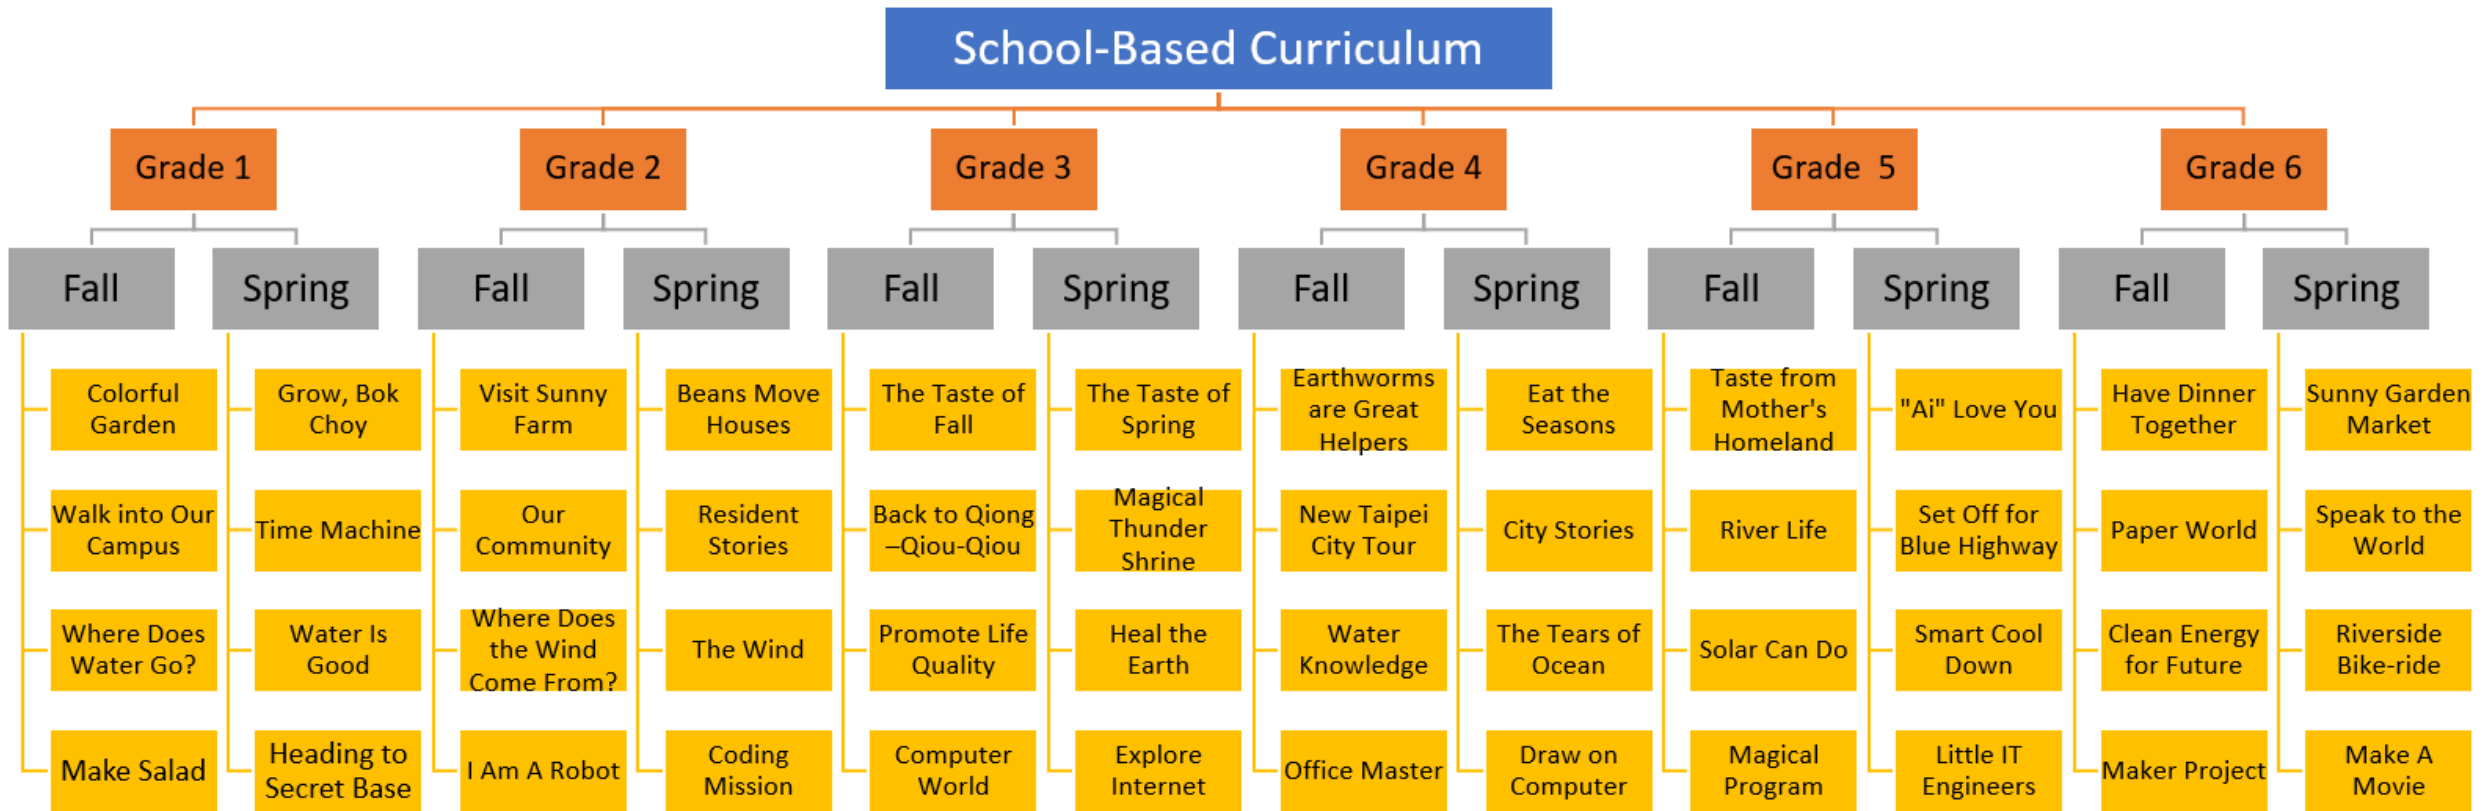 School-Based Curriculum
Grade 1
Grade 2
Grade 3
Grade 4
Grade  5
Grade 6
Fall
Spring
Fall
Spring
Fall
Spring
Fall
Spring
Fall
Spring
Fall
Spring
Colorful
Garden
Walk into Our
Campus
Where Does
Water Go?
Make Salad
Grow, Bok
Choy
Time Machine
Water Is
Good
Heading to
Secret Base
Visit Sunny
Farm
Our
Community
Where Does
the Wind
Come From?
I Am A Robot
Beans Move
Houses
Resident
Stories
The Wind
Coding
Mission
The Taste of
Fall
Back to Qiong
–Qiou-Qiou
Promote Life
Quality
Computer
World
The Taste of
Spring
Magical
Thunder
Shrine
Heal the
Earth
Explore
Internet
Earthworms
are Great
Helpers
New Taipei
City Tour
Water
Knowledge
Office Master
Eat the
Seasons
City Stories
The Tears of
Ocean
Draw on
Computer
Taste from
Mother's
Homeland
River Life
Solar Can Do
Magical
Program
"Ai" Love You
Set Off for
Blue Highway
Smart Cool
Down
Little IT
Engineers
Have Dinner
Together
Paper World
Clean Energy
for Future
Maker Project
Sunny Garden
Market
Speak to the
World
Riverside
Bike-ride
Make A
Movie